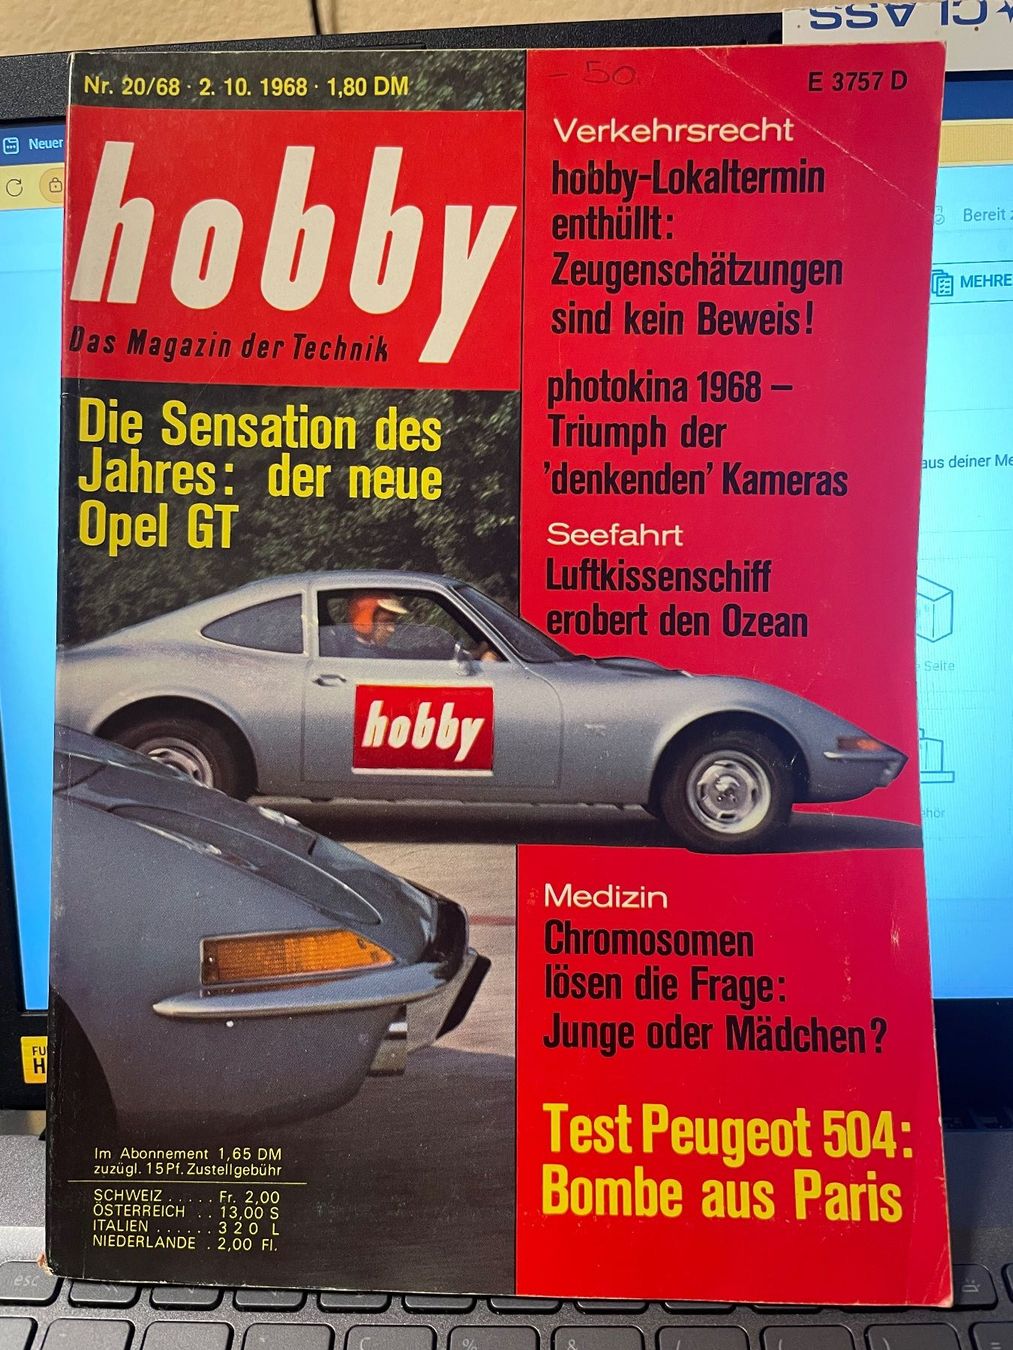 Nr. 20/68 · 2. 10. 1968 · 1,80 DM
hobby
Das Magazin der Technik
Die Sensation des
Jahres: der neue
Opel GT
hobby
Im Abonnement 1,65 DM
zuzügl. 15 Pf. Zustellgebühr
SCHWEIZ ..... Fr. 2,00
ÖSTERREICH .. 13,00 S
ITALIEN ...... 320 L
NIEDERLANDE . 2,00 Fl.
– 50
E 3757 D
Verkehrsrecht
hobby-Lokaltermin
enthüllt:
Zeugenschätzungen
sind kein Beweis!
photokina 1968 –
Triumph der
'denkenden' Kameras
Seefahrt
Luftkissenschiff
erobert den Ozean
Medizin
Chromosomen
lösen die Frage:
Junge oder Mädchen?
Test Peugeot 504:
Bombe aus Paris
CLASS
Neuer
Bereit
MEHRE
aus deiner Me
Seite
FU
H
esc